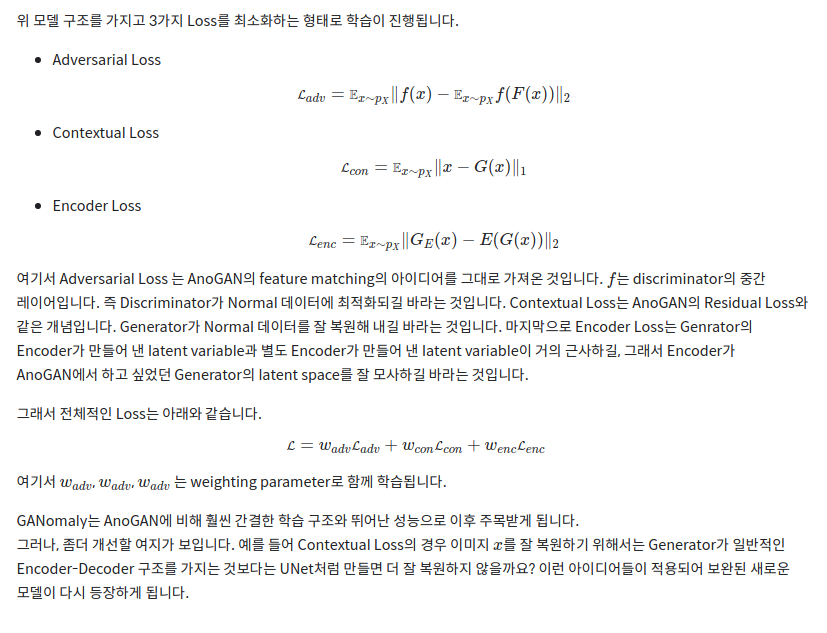 위 모델 구조를 가지고 3가지 Loss를 최소화하는 형태로 학습이 진행됩니다.
• Adversarial Loss
ℒ_{adv} = 𝔼_{x∼p_X}‖f(x) − 𝔼_{x∼p_X}f(F(x))‖_2
• Contextual Loss
ℒ_{con} = 𝔼_{x∼p_X}‖x − G(x)‖_1
• Encoder Loss
ℒ_{enc} = 𝔼_{x∼p_X}‖G_E(x) − E(G(x))‖_2
여기서 Adversarial Loss 는 AnoGAN의 feature matching의 아이디어를 그대로 가져온 것입니다. f는 discriminator의 중간
레이어입니다. 즉 Discriminator가 Normal 데이터에 최적화되길 바라는 것입니다. Contextual Loss는 AnoGAN의 Residual Loss와
같은 개념입니다. Generator가 Normal 데이터를 잘 복원해 내길 바라는 것입니다. 마지막으로 Encoder Loss는 Genrator의
Encoder가 만들어 낸 latent variable과 별도 Encoder가 만들어 낸 latent variable이 거의 근사하길, 그래서 Encoder가
AnoGAN에서 하고 싶었던 Generator의 latent space를 잘 모사하길 바라는 것입니다.
그래서 전체적인 Loss는 아래와 같습니다.
ℒ = w_{adv}ℒ_{adv} + w_{con}ℒ_{con} + w_{enc}ℒ_{enc}
여기서 w_{adv}, w_{adv}, w_{adv} 는 weighting parameter로 함께 학습됩니다.
GANomaly는 AnoGAN에 비해 훨씬 간결한 학습 구조와 뛰어난 성능으로 이후 주목받게 됩니다.
그러나, 좀더 개선할 여지가 보입니다. 예를 들어 Contextual Loss의 경우 이미지 x를 잘 복원하기 위해서는 Generator가 일반적인
Encoder-Decoder 구조를 가지는 것보다는 UNet처럼 만들면 더 잘 복원하지 않을까요? 이런 아이디어들이 적용되어 보완된 새로운
모델이 다시 등장하게 됩니다.